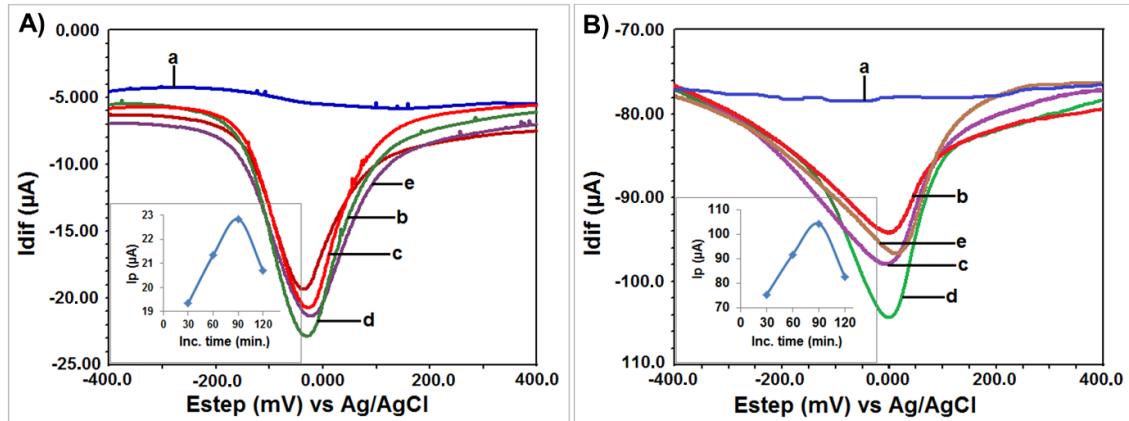 A)
0.000
-5.000
-10.00
-15.00
-20.00
-25.00
Idif (µA)
-400.0 -200.0 0.000 200.0 400.0
Estep (mV) vs Ag/AgCl
a
e
b
c
d
23
22
21
20
19
Ip (µA)
0 30 60 90 120
Inc. time (min.)
B)
-70.00
-80.00
-90.00
-100.0
110.0
Idif (µA)
-400.0 -200.0 0.000 200.0 400.0
Estep (mV) vs Ag/AgCl
a
b
e
c
d
110
100
90
80
70
Ip (µA)
0 30 60 90 120
Inc. time (min.)